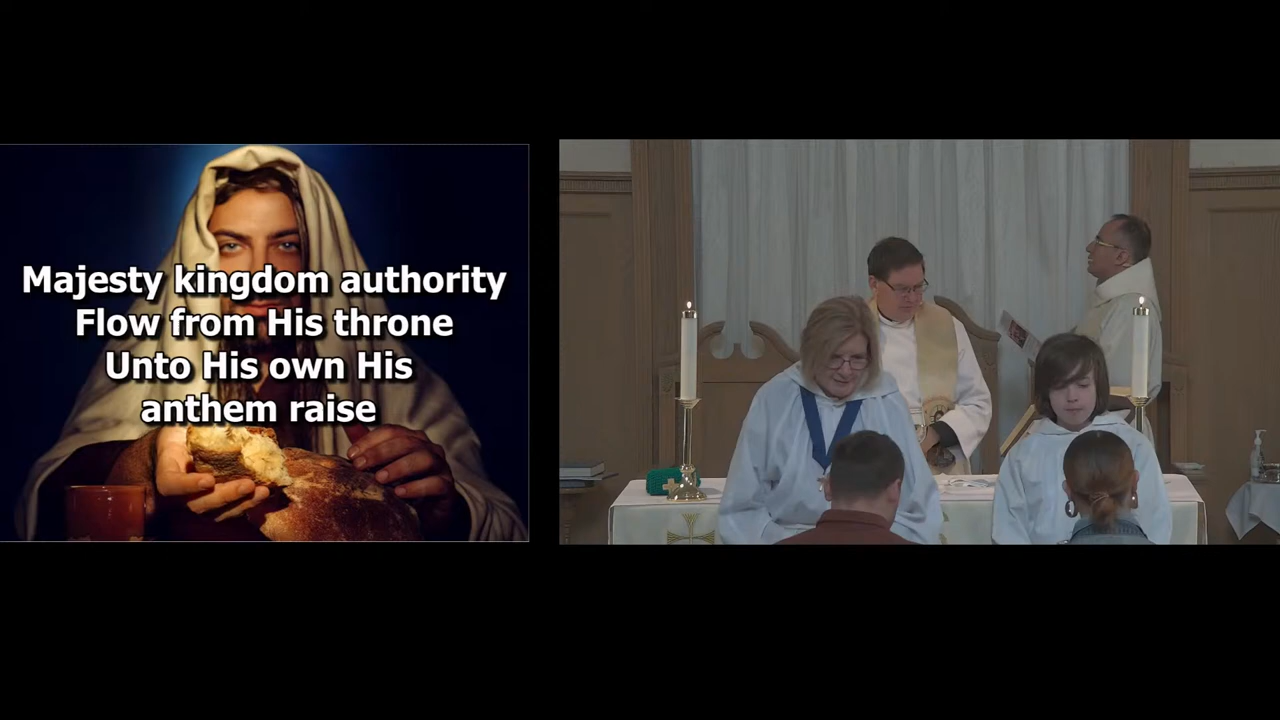 Majesty kingdom authority
Flow from His throne
Unto His own His
anthem raise